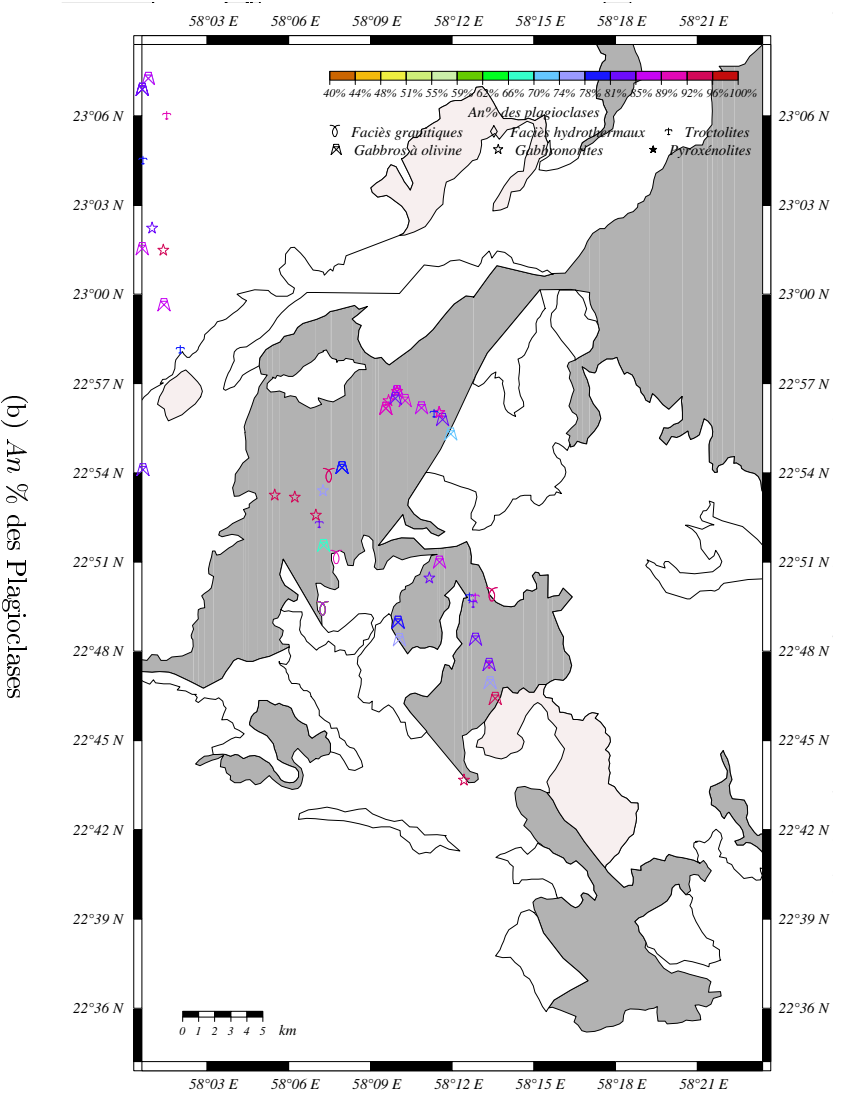 58°03 E 58°06 E 58°09 E 58°12 E 58°15 E 58°18 E 58°21 E
40% 44% 48% 51% 55% 59% 62% 66% 70% 74% 78% 81% 85% 89% 92% 96% 100%
An% des plagioclases
Faciès granitiques Faciès hydrothermaux Troctolites
Gabbros à olivine Gabbronorites Pyroxénolites
23°06 N 23°06 N
23°03 N 23°03 N
23°00 N 23°00 N
22°57 N 22°57 N
22°54 N 22°54 N
22°51 N 22°51 N
22°48 N 22°48 N
22°45 N 22°45 N
22°42 N 22°42 N
22°39 N 22°39 N
22°36 N 22°36 N
0 1 2 3 4 5 km
58°03 E 58°06 E 58°09 E 58°12 E 58°15 E 58°18 E 58°21 E
(b) An % des Plagioclases